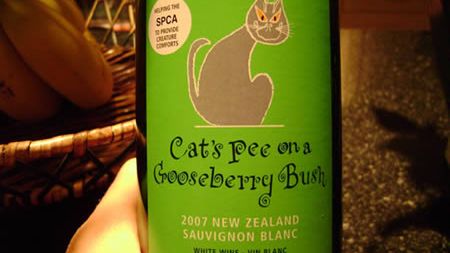 HELPING THE
SPCA
TO PROVIDE
CREATURE
COMFORTS
Cat's Pee on a
Gooseberry Bush
2007 NEW ZEALAND
SAUVIGNON BLANC
WHITE WINE - VIN BLANC